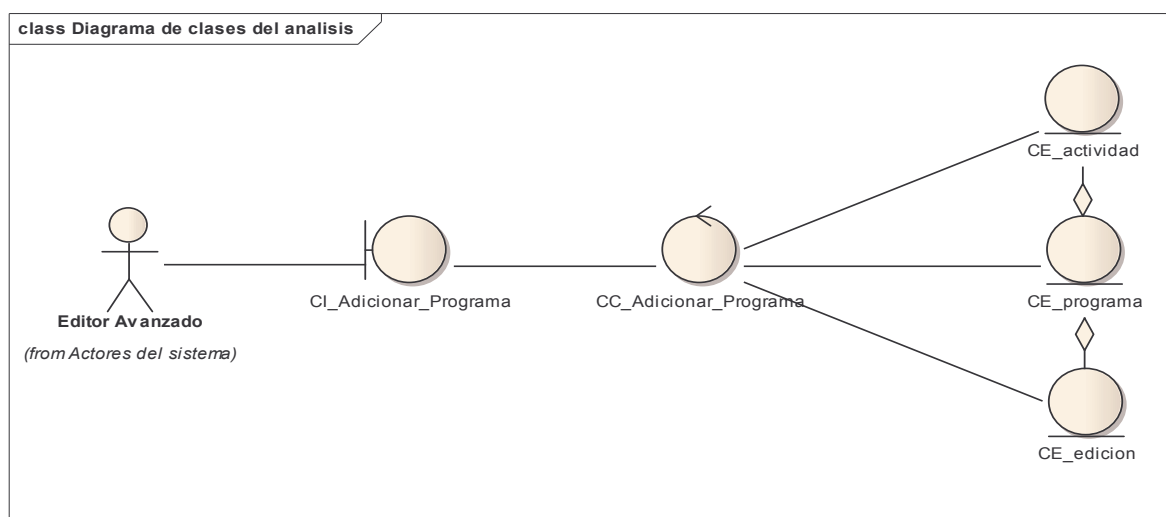 class Diagrama de clases del analisis
CE_actividad
Editor Avanzado
(from Actores del sistema)
CI_Adicionar_Programa
CC_Adicionar_Programa
CE_programa
CE_edicion